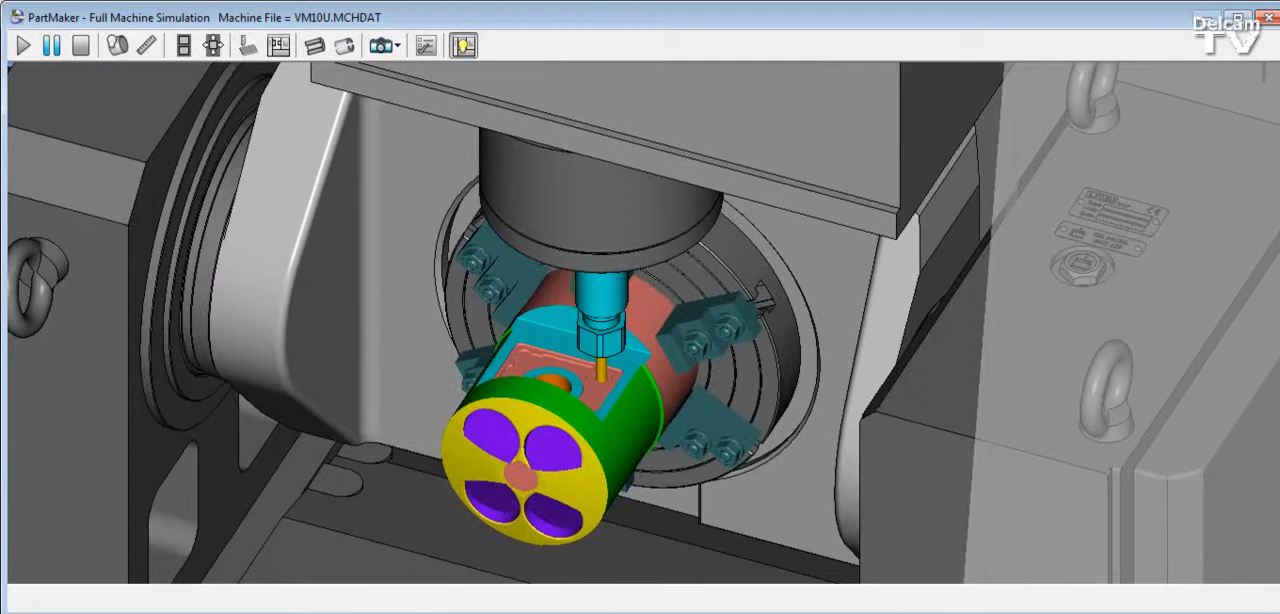 PartMaker - Full Machine Simulation   Machine File = VM10U.MCHDAT
Delcam
TV